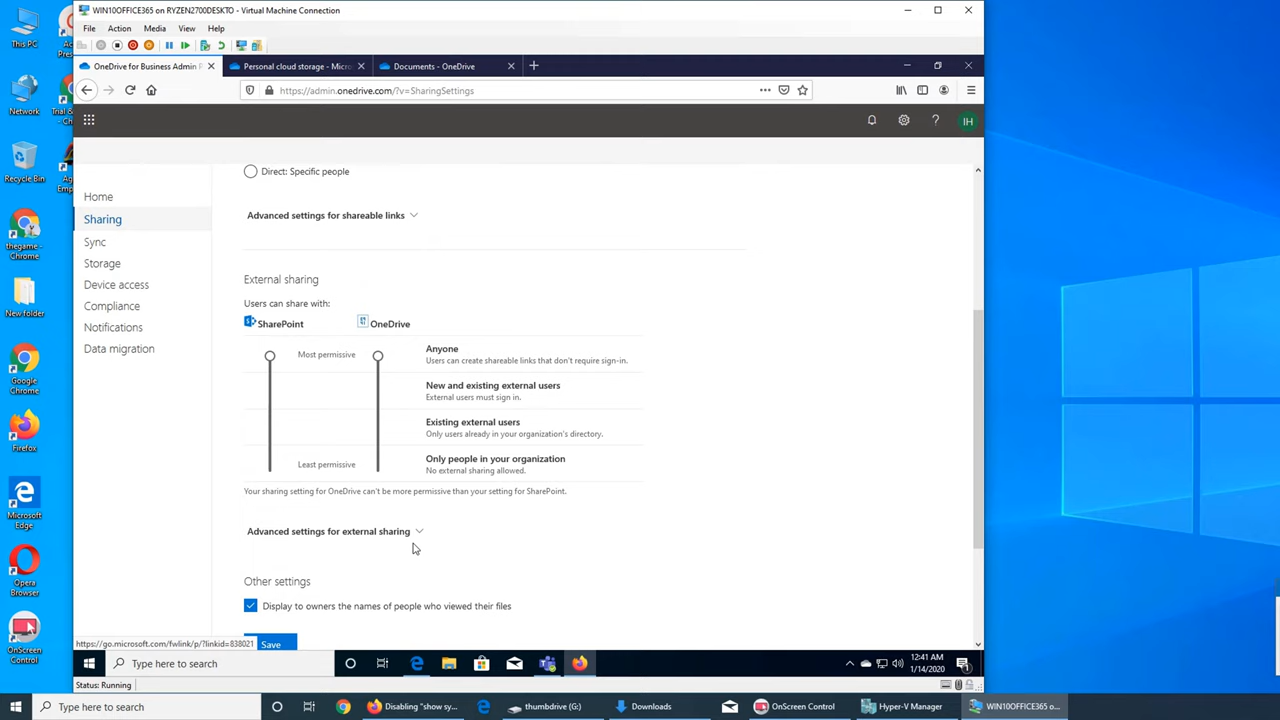 WIN10OFFICE365 on RYZEN2700DESKTO - Virtual Machine Connection
File Action Media View Help
OneDrive for Business Admin P
Personal cloud storage - Micros
Documents - OneDrive
https://admin.onedrive.com/?v=SharingSettings
IH
Home
Sharing
Sync
Storage
Device access
Compliance
Notifications
Data migration
Direct: Specific people
Advanced settings for shareable links
External sharing
Users can share with:
SharePoint
OneDrive
Most permissive
Least permissive
Anyone
Users can create shareable links that don't require sign-in.
New and existing external users
External users must sign in.
Existing external users
Only users already in your organization's directory.
Only people in your organization
No external sharing allowed.
Your sharing setting for OneDrive can't be more permissive than your setting for SharePoint.
Advanced settings for external sharing
Other settings
Display to owners the names of people who viewed their files
Save
https://go.microsoft.com/fwlink/p/?linkid=838021
Type here to search
12:41 AM
1/14/2020
Status: Running
This PC
Network
Recycle Bin
thegame -
Chrome
New folder
Google
Chrome
Firefox
Microsoft
Edge
Opera
Browser
OnScreen
Control
Type here to search
Disabling "show sy...
thumbdrive (G:)
Downloads
OnScreen Control
Hyper-V Manager
WIN10OFFICE365 o...